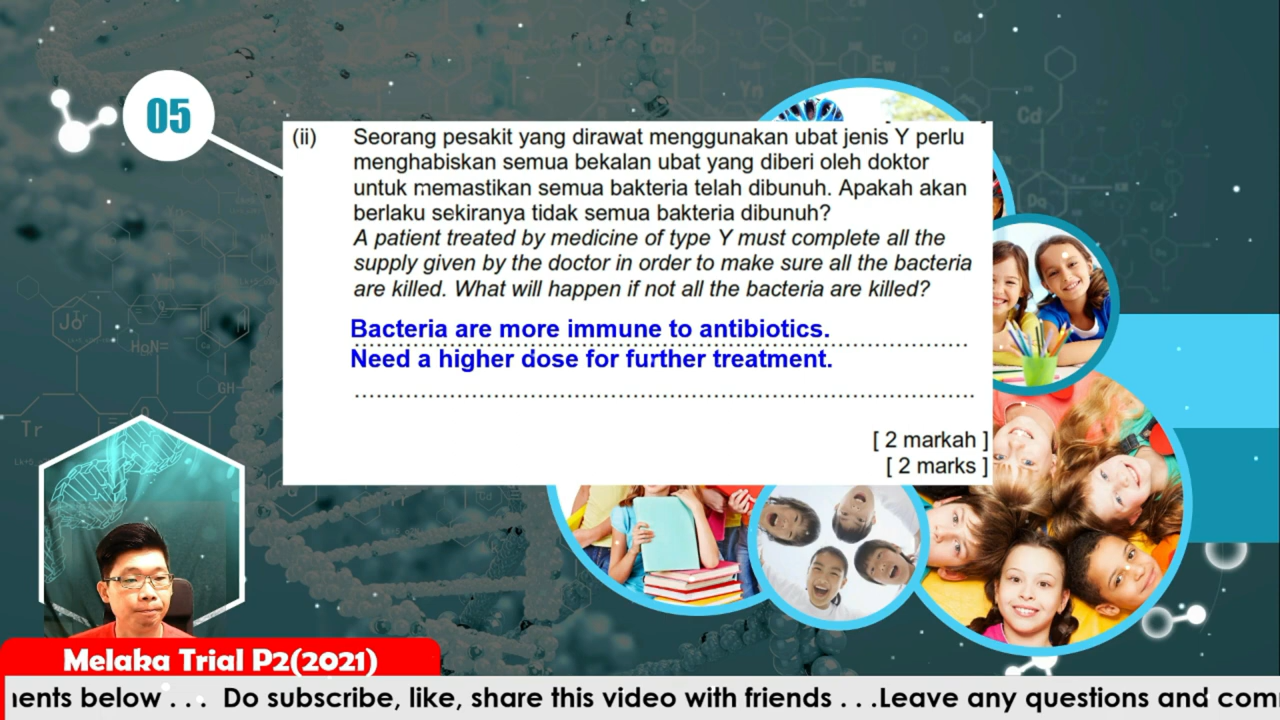 05
(ii) Seorang pesakit yang dirawat menggunakan ubat jenis Y perlu
menghabiskan semua bekalan ubat yang diberi oleh doktor
untuk memastikan semua bakteria telah dibunuh. Apakah akan
berlaku sekiranya tidak semua bakteria dibunuh?
A patient treated by medicine of type Y must complete all the
supply given by the doctor in order to make sure all the bacteria
are killed. What will happen if not all the bacteria are killed?
Bacteria are more immune to antibiotics.
Need a higher dose for further treatment.
[ 2 markah ]
[ 2 marks ]
Melaka Trial P2(2021)
below . . . Do subscribe, like, share this video with friends . . .Leave any questions and